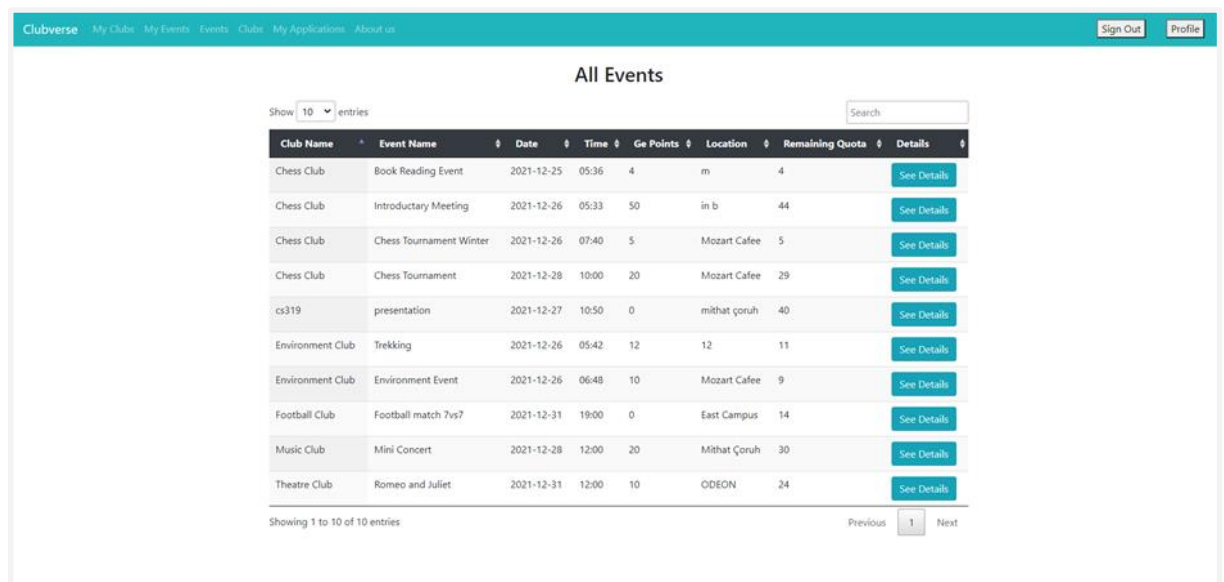 Clubverse My Clubs My Events Events Clubs My Applications About us Sign Out Profile
All Events
Show 10 entries Search
Club Name Event Name Date Time Ge Points Location Remaining Quota Details
Chess Club Book Reading Event 2021-12-25 05:36 4 m 4 See Details
Chess Club Introductary Meeting 2021-12-26 05:33 50 in b 44 See Details
Chess Club Chess Tournament Winter 2021-12-26 07:40 5 Mozart Cafee 5 See Details
Chess Club Chess Tournament 2021-12-28 10:00 20 Mozart Cafee 29 See Details
cs319 presentation 2021-12-27 10:50 0 mithat çoruh 40 See Details
Environment Club Trekking 2021-12-26 05:42 12 12 11 See Details
Environment Club Environment Event 2021-12-26 06:48 10 Mozart Cafee 9 See Details
Football Club Football match 7vs7 2021-12-31 19:00 0 East Campus 14 See Details
Music Club Mini Concert 2021-12-28 12:00 20 Mithat Çoruh 30 See Details
Theatre Club Romeo and Juliet 2021-12-31 12:00 10 ODEON 24 See Details
Showing 1 to 10 of 10 entries Previous 1 Next